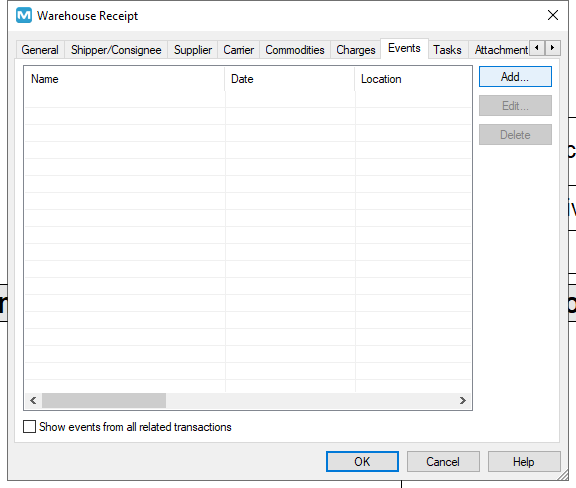 Warehouse Receipt
General Shipper/Consignee Supplier Carrier Commodities Charges Events Tasks Attachment
Name Date Location
Add...
Edit...
Delete
Show events from all related transactions
OK Cancel Help